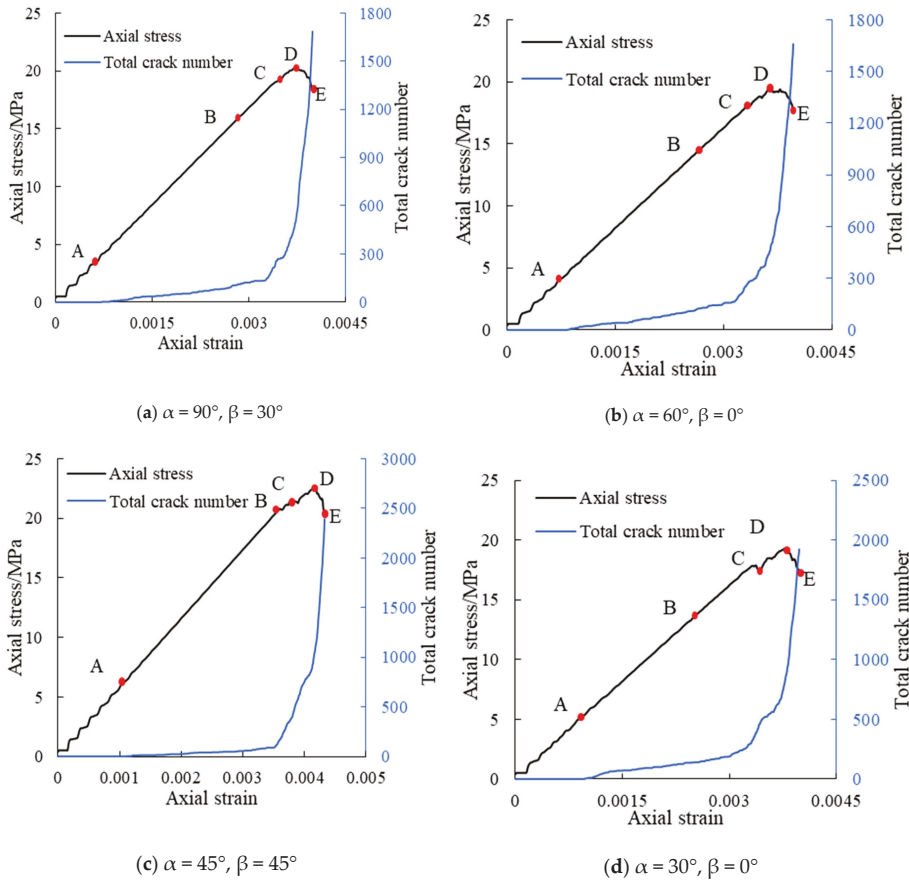 25
20
15
10
5
0
Axial stress/MPa
Axial stress
Total crack number
A
B
C
D
E
1800
1500
1200
900
600
300
0
Total crack number
0
0.0015
0.003
0.0045
Axial strain
(a) α = 90°, β = 30°
25
20
15
10
5
0
Axial stress/MPa
Axial stress
Total crack number
A
B
C
D
E
1800
1500
1200
900
600
300
0
Total crack number
0
0.0015
0.003
0.0045
Axial strain
(b) α = 60°, β = 0°
25
20
15
10
5
0
Axial stress/MPa
Axial stress
Total crack number
A
B
C
D
E
3000
2500
2000
1500
1000
500
0
Total crack number
0
0.001
0.002
0.003
0.004
0.005
Axial strain
(c) α = 45°, β = 45°
25
20
15
10
5
0
Axial stress/MPa
Axial stress
Total crack number
A
B
C
D
E
2500
2000
1500
1000
500
0
Total crack number
0
0.0015
0.003
0.0045
Axial strain
(d) α = 30°, β = 0°